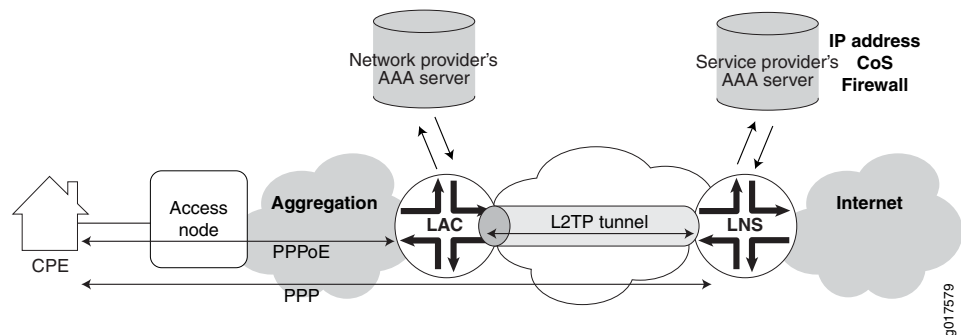 Network provider's
AAA server
Service provider's
AAA server
IP address
CoS
Firewall
Access
node
Aggregation
LAC
L2TP tunnel
LNS
Internet
PPPoE
CPE
PPP
g017579